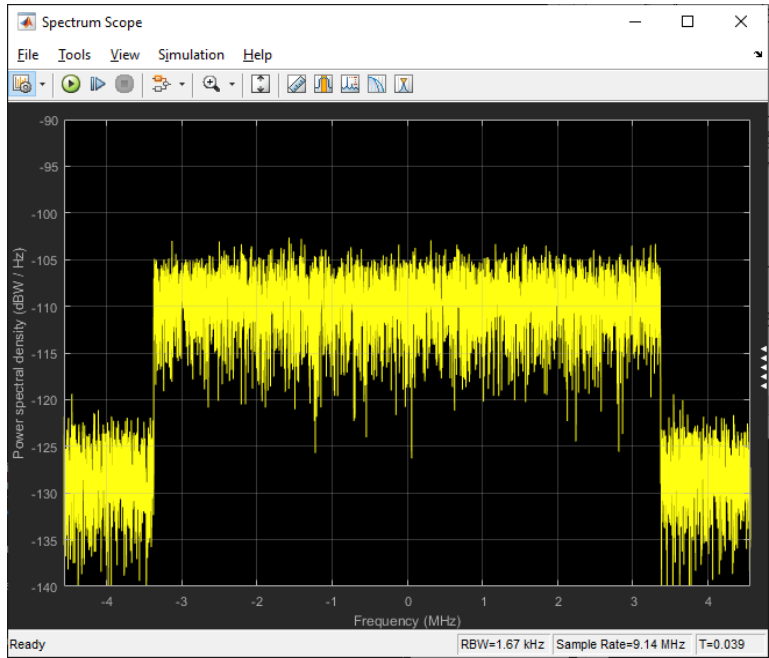 Spectrum Scope
File Tools View Simulation Help
-90
-95
-100
-105
-110
-115
-120
-125
-130
-135
-140
Power spectral density (dBW / Hz)
-4 -3 -2 -1 0 1 2 3 4
Frequency (MHz)
Ready RBW=1.67 kHz Sample Rate=9.14 MHz T=0.039